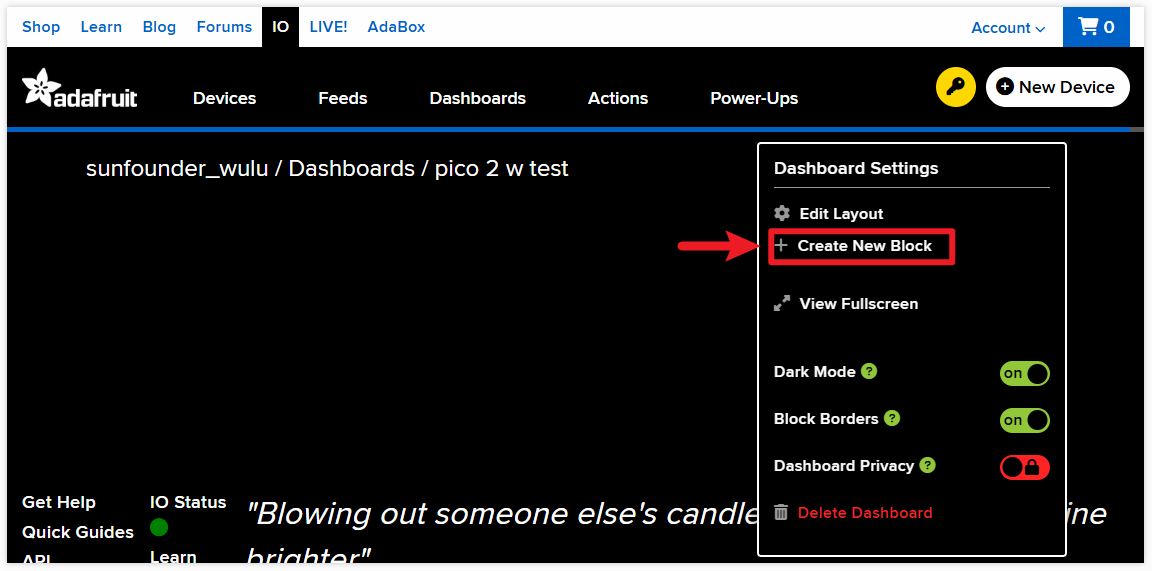 Shop Learn Blog Forums IO LIVE! AdaBox Account 0
adafruit Devices Feeds Dashboards Actions Power-Ups New Device
sunfounder_wulu / Dashboards / pico 2 w test
Dashboard Settings
Edit Layout
Create New Block
View Fullscreen
Dark Mode ? on
Block Borders ? on
Dashboard Privacy ?
Delete Dashboard
Get Help
Quick Guides
API
IO Status
Learn
"Blowing out someone else's candle ine
brighter"